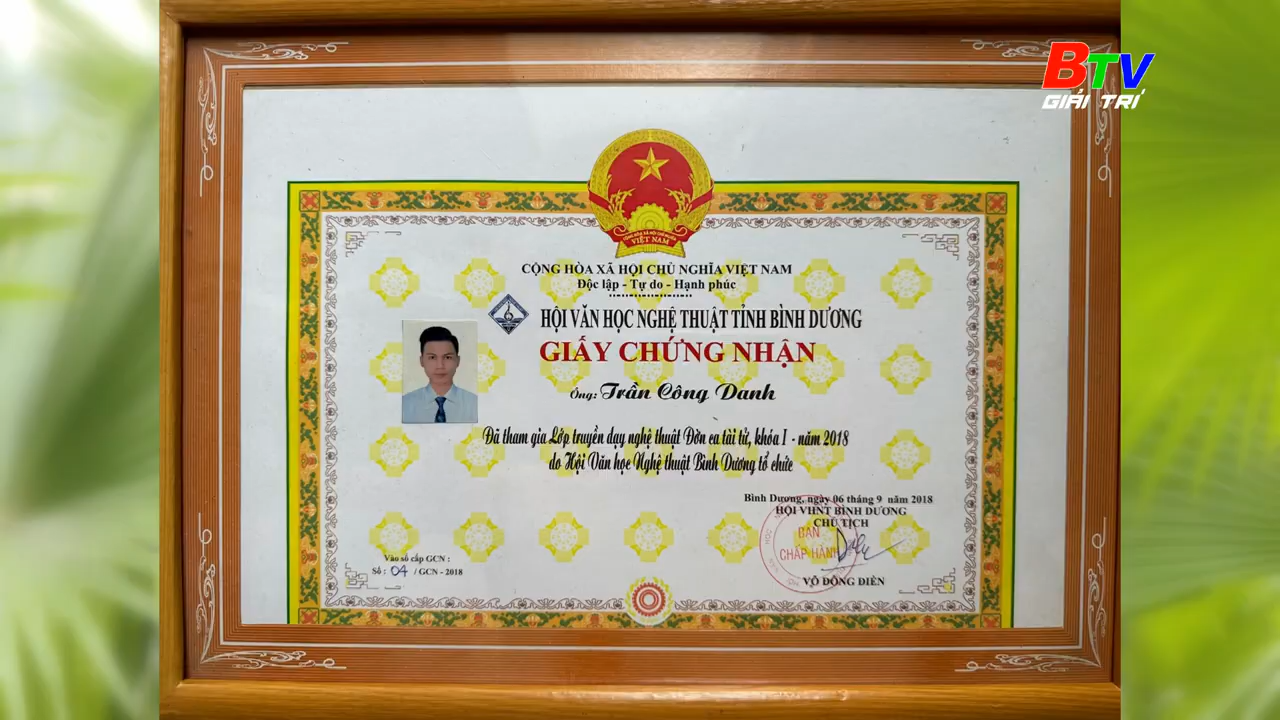 BTV
GIẢI TRÍ
VIỆT NAM
CỘNG HÒA XÃ HỘI CHỦ NGHĨA VIỆT NAM
Độc lập - Tự do - Hạnh phúc
HỘI VĂN HỌC NGHỆ THUẬT TỈNH BÌNH DƯƠNG
GIẤY CHỨNG NHẬN
Ông: Trần Công Danh
Đã tham gia Lớp truyền dạy nghệ thuật Đờn ca tài tử, khóa I - năm 2018
do Hội Văn học Nghệ thuật Bình Dương tổ chức
Bình Dương, ngày 06 tháng 9 năm 2018
HỘI VHNT BÌNH DƯƠNG
CHỦ TỊCH
BAN
CHẤP HÀNH
VÕ ĐÔNG ĐIỀN
Vào sổ cấp GCN :
Số : 04 / GCN - 2018